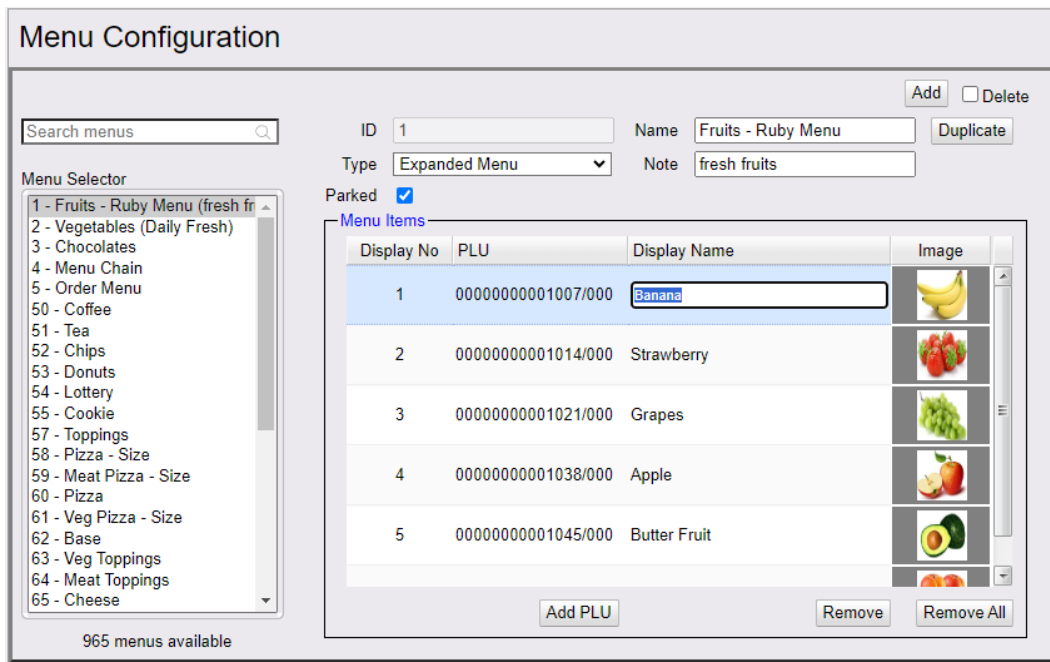 Menu Configuration
Add Delete
Search menus
ID 1 Name Fruits - Ruby Menu Duplicate
Type Expanded Menu Note fresh fruits
Parked
Menu Selector
1 - Fruits - Ruby Menu (fresh fr
2 - Vegetables (Daily Fresh)
3 - Chocolates
4 - Menu Chain
5 - Order Menu
50 - Coffee
51 - Tea
52 - Chips
53 - Donuts
54 - Lottery
55 - Cookie
57 - Toppings
58 - Pizza - Size
59 - Meat Pizza - Size
60 - Pizza
61 - Veg Pizza - Size
62 - Base
63 - Veg Toppings
64 - Meat Toppings
65 - Cheese
965 menus available
Menu Items
Display No PLU Display Name Image
1 00000000001007/000 Banana
2 00000000001014/000 Strawberry
3 00000000001021/000 Grapes
4 00000000001038/000 Apple
5 00000000001045/000 Butter Fruit
Add PLU Remove Remove All